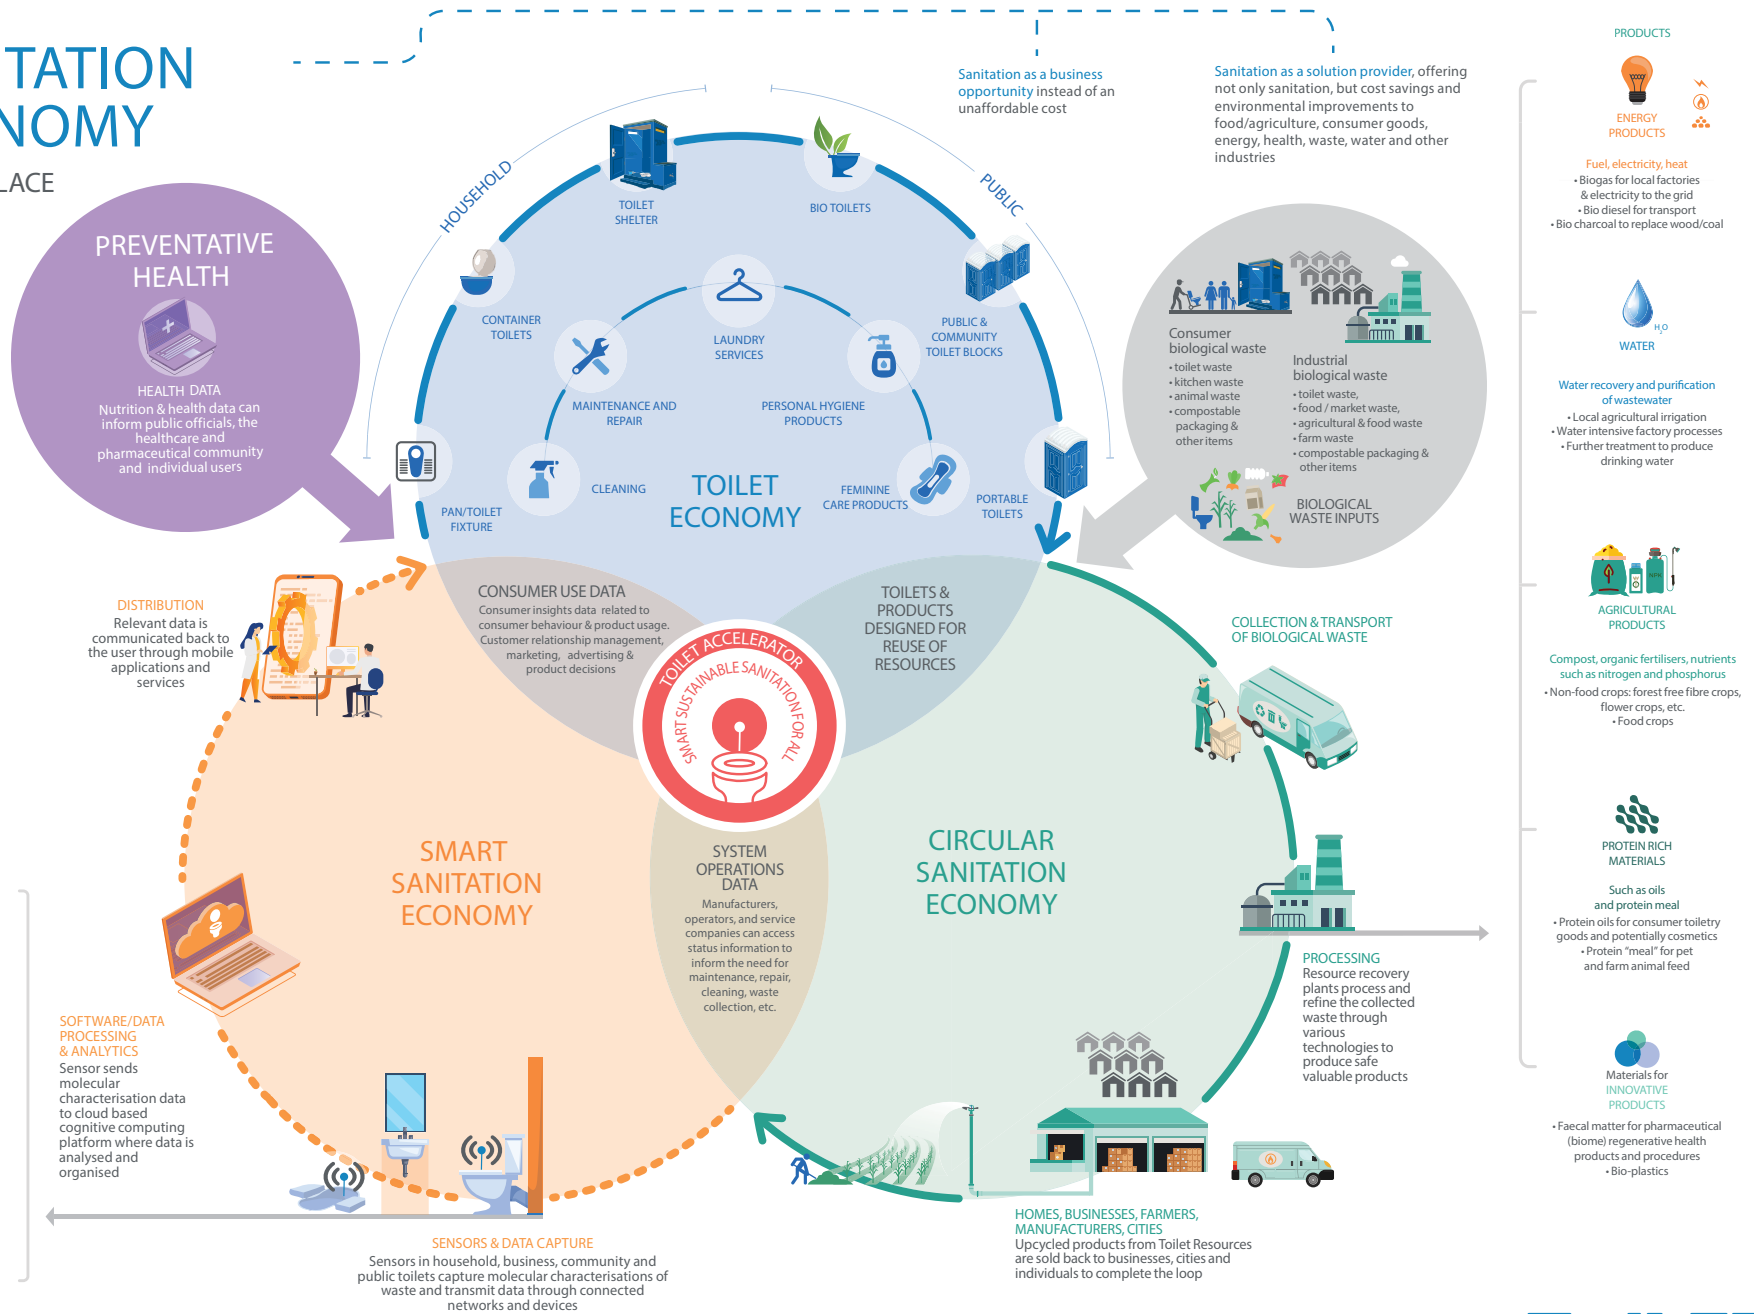 TATION
NOMY
LACE
Sanitation as a business
opportunity instead of an
unaffordable cost
Sanitation as a solution provider, offering
not only sanitation, but cost savings and
environmental improvements to
food/agriculture, consumer goods,
energy, health, waste, water and other
industries
PREVENTATIVE
HEALTH
HEALTH DATA
Nutrition & health data can
inform public officials, the
healthcare and
pharmaceutical community
and individual users
HOUSEHOLD
PUBLIC
TOILET
SHELTER
BIO TOILETS
CONTAINER
TOILETS
PUBLIC &
COMMUNITY
TOILET BLOCKS
LAUNDRY
SERVICES
MAINTENANCE AND
REPAIR
PERSONAL HYGIENE
PRODUCTS
CLEANING
FEMININE
CARE PRODUCTS
PAN/TOILET
FIXTURE
PORTABLE
TOILETS
TOILET
ECONOMY
Consumer
biological waste
• toilet waste
• kitchen waste
• animal waste
• compostable
packaging &
other items
Industrial
biological waste
• toilet waste,
• food / market waste,
• agricultural & food waste
• farm waste
• compostable packaging &
other items
BIOLOGICAL
WASTE INPUTS
CONSUMER USE DATA
Consumer insights data related to
consumer behaviour & product usage.
Customer relationship management,
marketing, advertising &
product decisions
TOILETS &
PRODUCTS
DESIGNED FOR
REUSE OF
RESOURCES
TOILET ACCELERATOR
SMART SUSTAINABLE SANITATION FOR ALL
SYSTEM
OPERATIONS
DATA
Manufacturers,
operators, and service
companies can access
status information to
inform the need for
maintenance, repair,
cleaning, waste
collection, etc.
DISTRIBUTION
Relevant data is
communicated back to
the user through mobile
applications and
services
SMART
SANITATION
ECONOMY
SOFTWARE/DATA
PROCESSING
& ANALYTICS
Sensor sends
molecular
characterisation data
to cloud based
cognitive computing
platform where data is
analysed and
organised
SENSORS & DATA CAPTURE
Sensors in household, business, community and
public toilets capture molecular characterisations of
waste and transmit data through connected
networks and devices
CIRCULAR
SANITATION
ECONOMY
COLLECTION & TRANSPORT
OF BIOLOGICAL WASTE
PROCESSING
Resource recovery
plants process and
refine the collected
waste through
various
technologies to
produce safe
valuable products
HOMES, BUSINESSES, FARMERS,
MANUFACTURERS, CITIES
Upcycled products from Toilet Resources
are sold back to businesses, cities and
individuals to complete the loop
PRODUCTS
ENERGY
PRODUCTS
Fuel, electricity, heat
• Biogas for local factories
& electricity to the grid
• Bio diesel for transport
• Bio charcoal to replace wood/coal
H2O
WATER
Water recovery and purification
of wastewater
• Local agricultural irrigation
• Water intensive factory processes
• Further treatment to produce
drinking water
NPK
AGRICULTURAL
PRODUCTS
Compost, organic fertilisers, nutrients
such as nitrogen and phosphorus
• Non-food crops: forest free fibre crops,
flower crops, etc.
• Food crops
PROTEIN RICH
MATERIALS
Such as oils
and protein meal
• Protein oils for consumer toiletry
goods and potentially cosmetics
• Protein “meal” for pet
and farm animal feed
Materials for
INNOVATIVE
PRODUCTS
• Faecal matter for pharmaceutical
(biome) regenerative health
products and procedures
• Bio-plastics